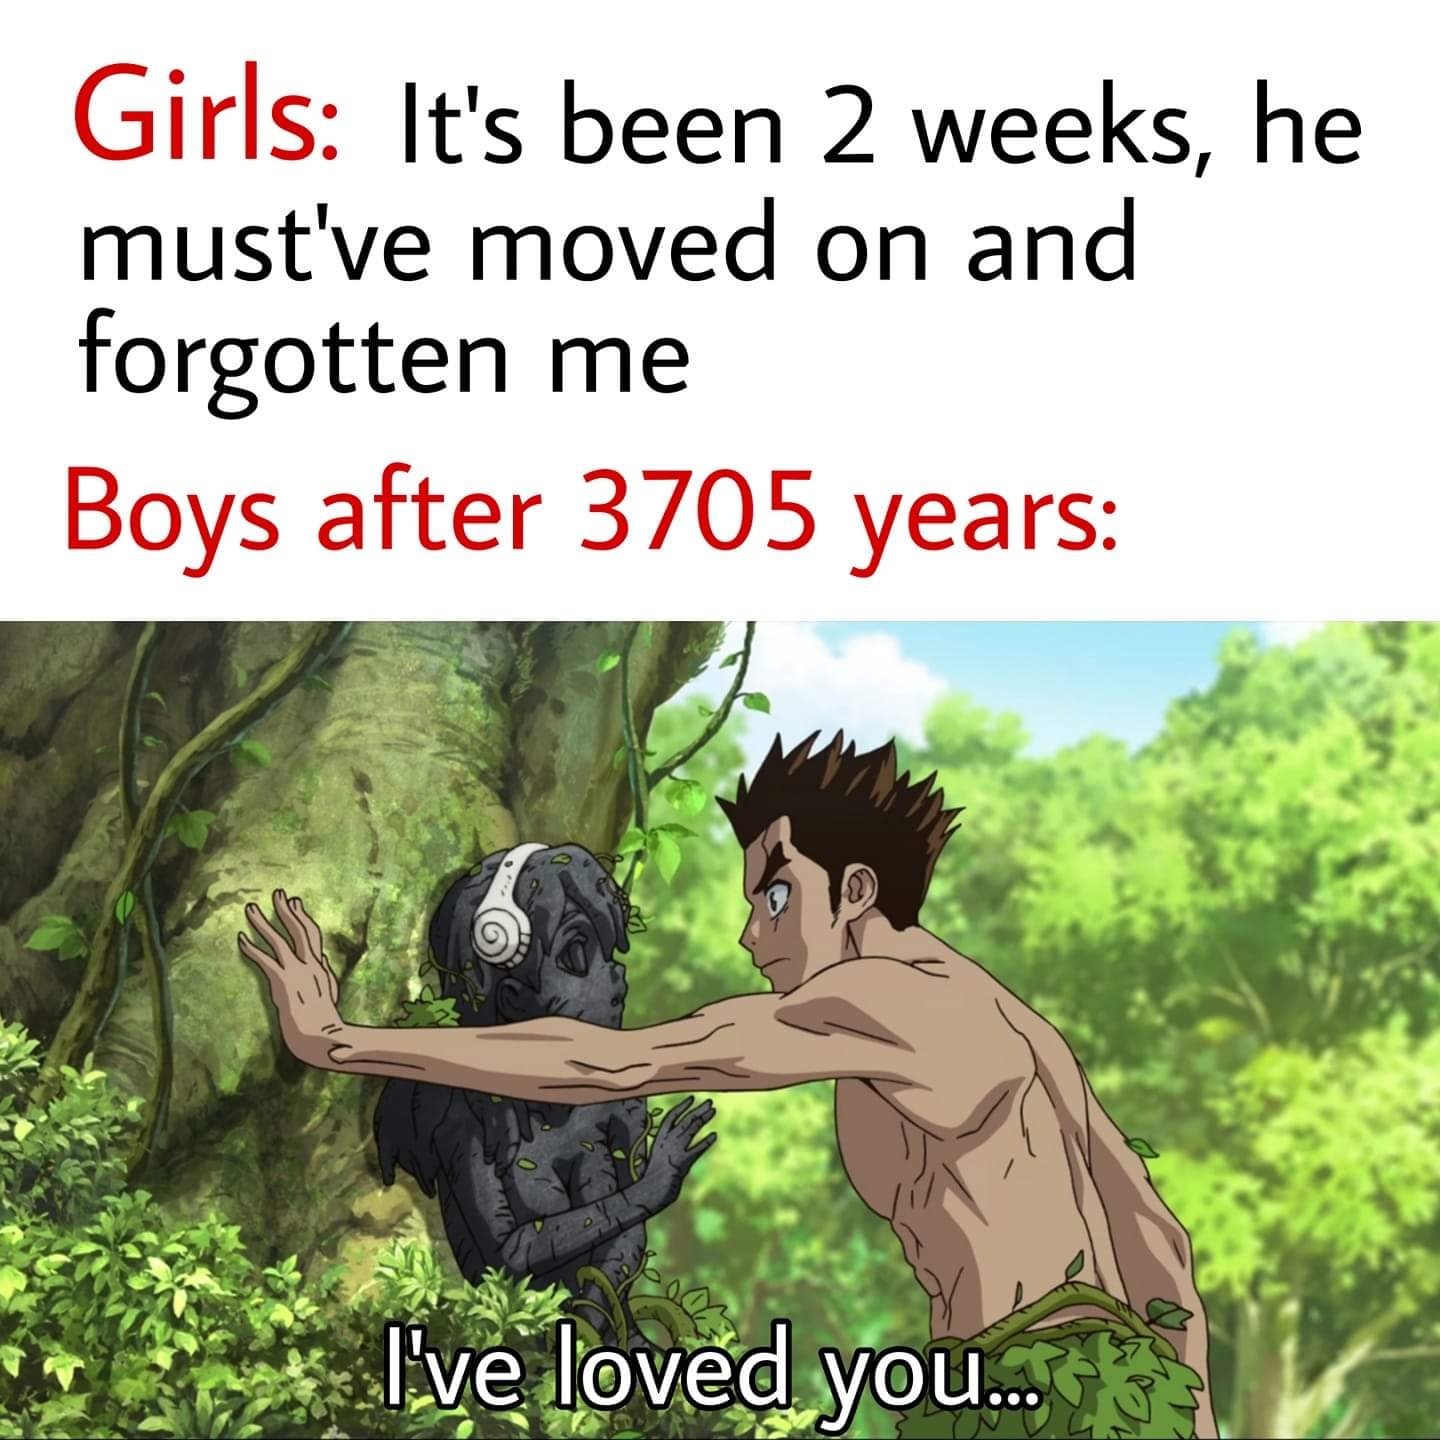 Girls: It's been 2 weeks, he
must've moved on and
forgotten me
Boys after 3705 years:
I've loved you...